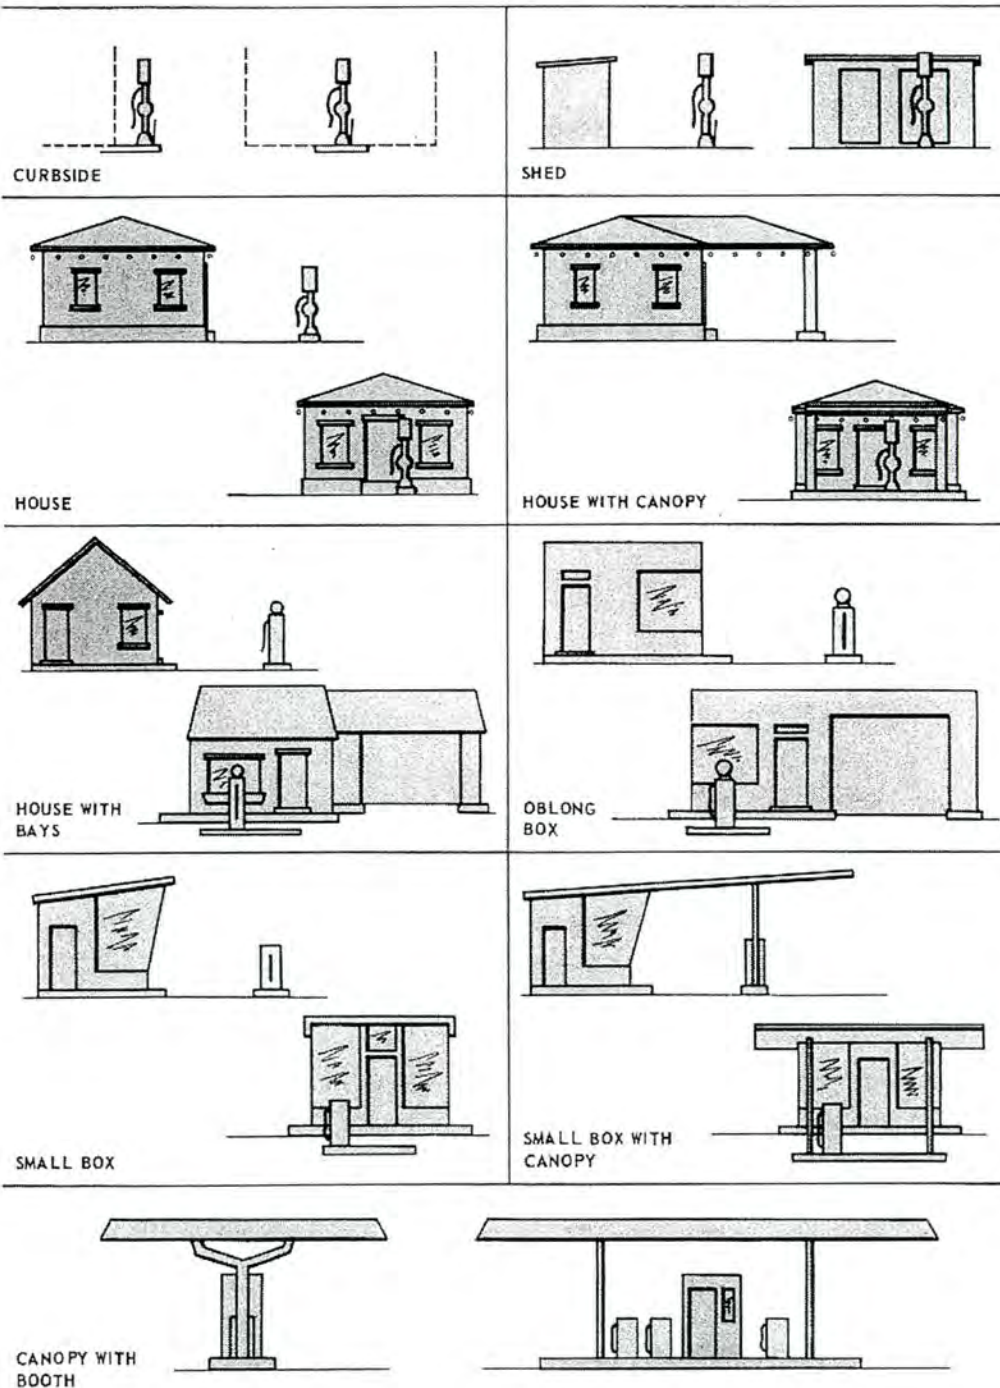 CURBSIDE
SHED
HOUSE
HOUSE WITH CANOPY
HOUSE WITH
BAYS
OBLONG
BOX
SMALL BOX
SMALL BOX WITH
CANOPY
CANOPY WITH
BOOTH